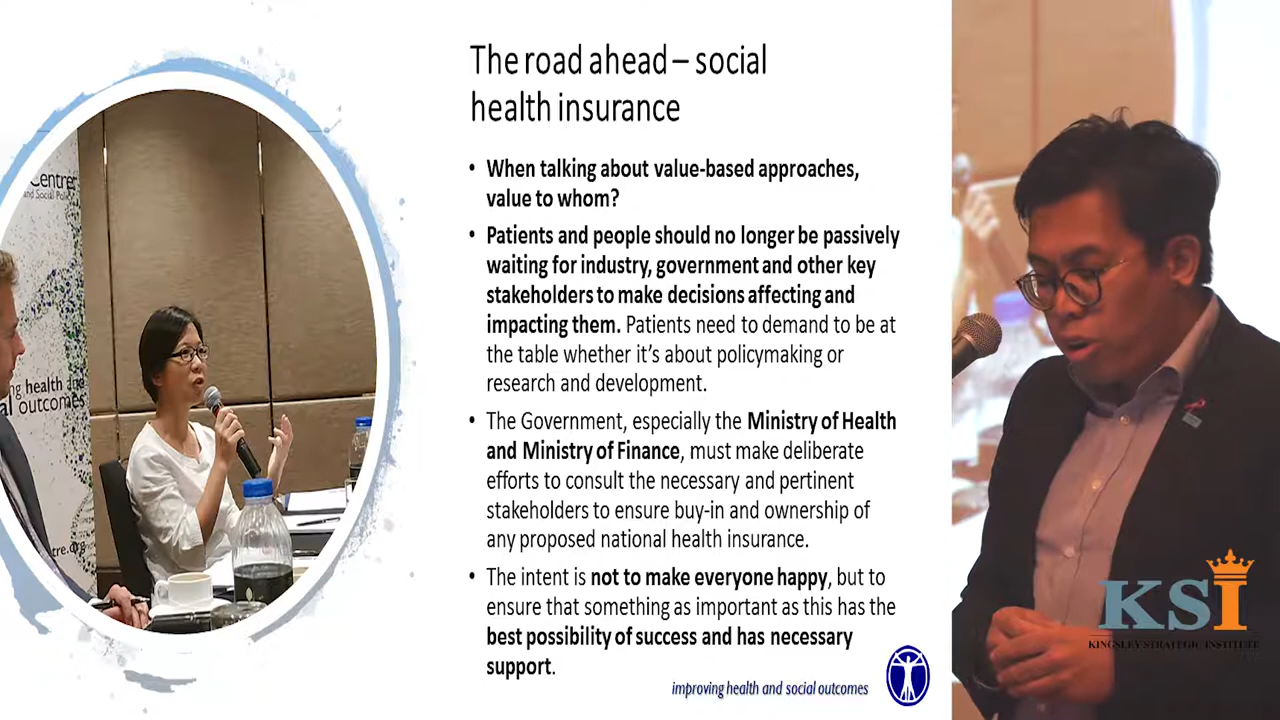 The road ahead – social
health insurance
• When talking about value-based approaches,
value to whom?
• Patients and people should no longer be passively
waiting for industry, government and other key
stakeholders to make decisions affecting and
impacting them. Patients need to demand to be at
the table whether it's about policymaking or
research and development.
• The Government, especially the Ministry of Health
and Ministry of Finance, must make deliberate
efforts to consult the necessary and pertinent
stakeholders to ensure buy-in and ownership of
any proposed national health insurance.
• The intent is not to make everyone happy, but to
ensure that something as important as this has the
best possibility of success and has necessary
support.
improving health and social outcomes
Centre
and Social
health and
outcomes
KSI
KINGSLEY STRATEGIC INSTITUTE